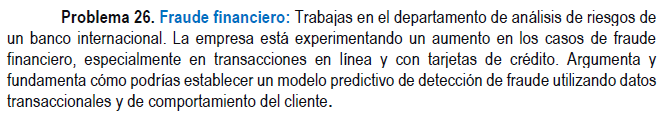 Problema 26. Fraude financiero: Trabajas en el departamento de análisis de riesgos de
un banco internacional. La empresa está experimentando un aumento en los casos de fraude
financiero, especialmente en transacciones en línea y con tarjetas de crédito. Argumenta y
fundamenta cómo podrías establecer un modelo predictivo de detección de fraude utilizando datos
transaccionales y de comportamiento del cliente.